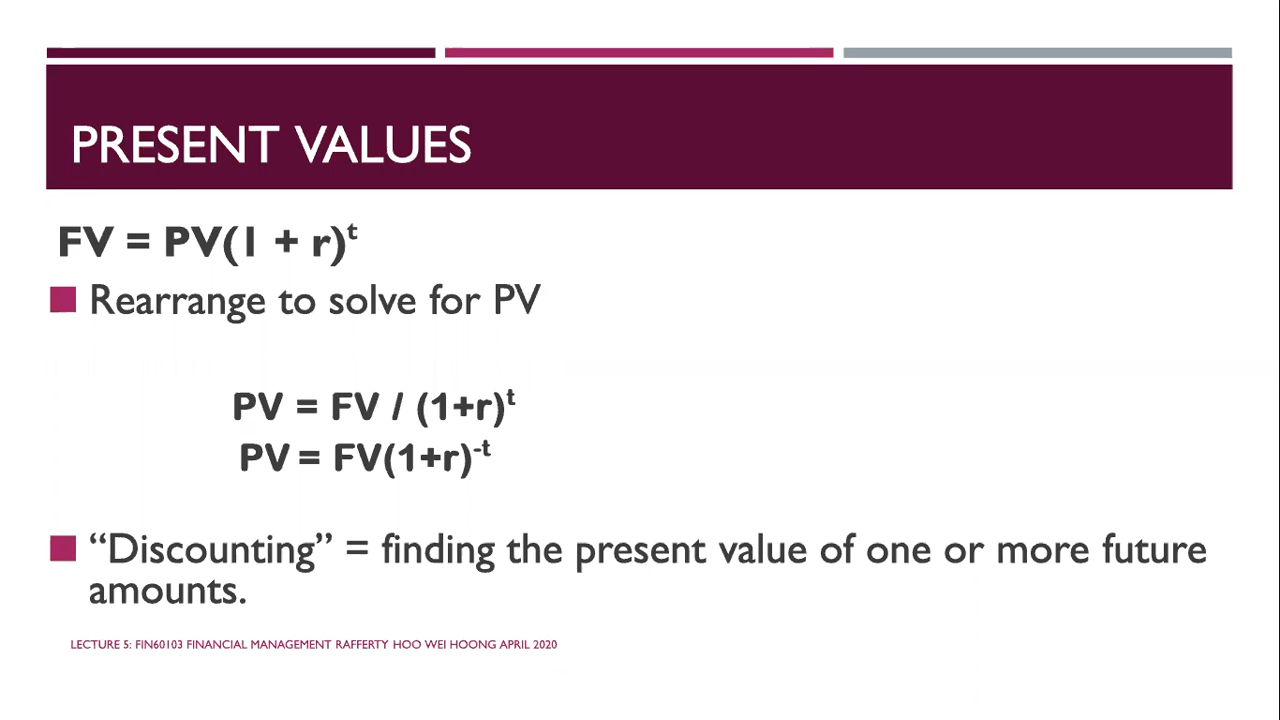 PRESENT VALUES
FV = PV(1 + r)ᵗ
Rearrange to solve for PV
PV = FV / (1+r)ᵗ
PV = FV(1+r)⁻ᵗ
“Discounting” = finding the present value of one or more future
amounts.
LECTURE 5: FIN60103 FINANCIAL MANAGEMENT RAFFERTY HOO WEI HOONG APRIL 2020